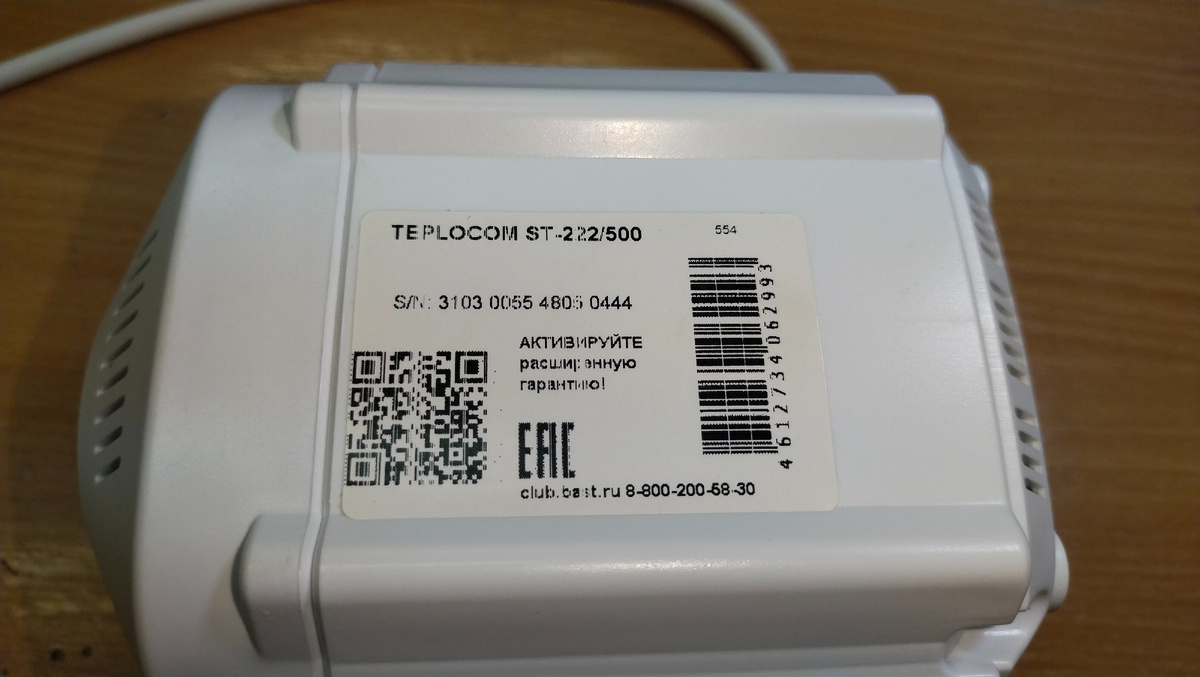 TEPLOCOM ST-222/500
554
S/N: 3103 0055 4805 0444
АКТИВИРУЙТЕ
расширенную
гарантию!
4 612734 062993
EAC
club.bast.ru 8-800-200-58-30